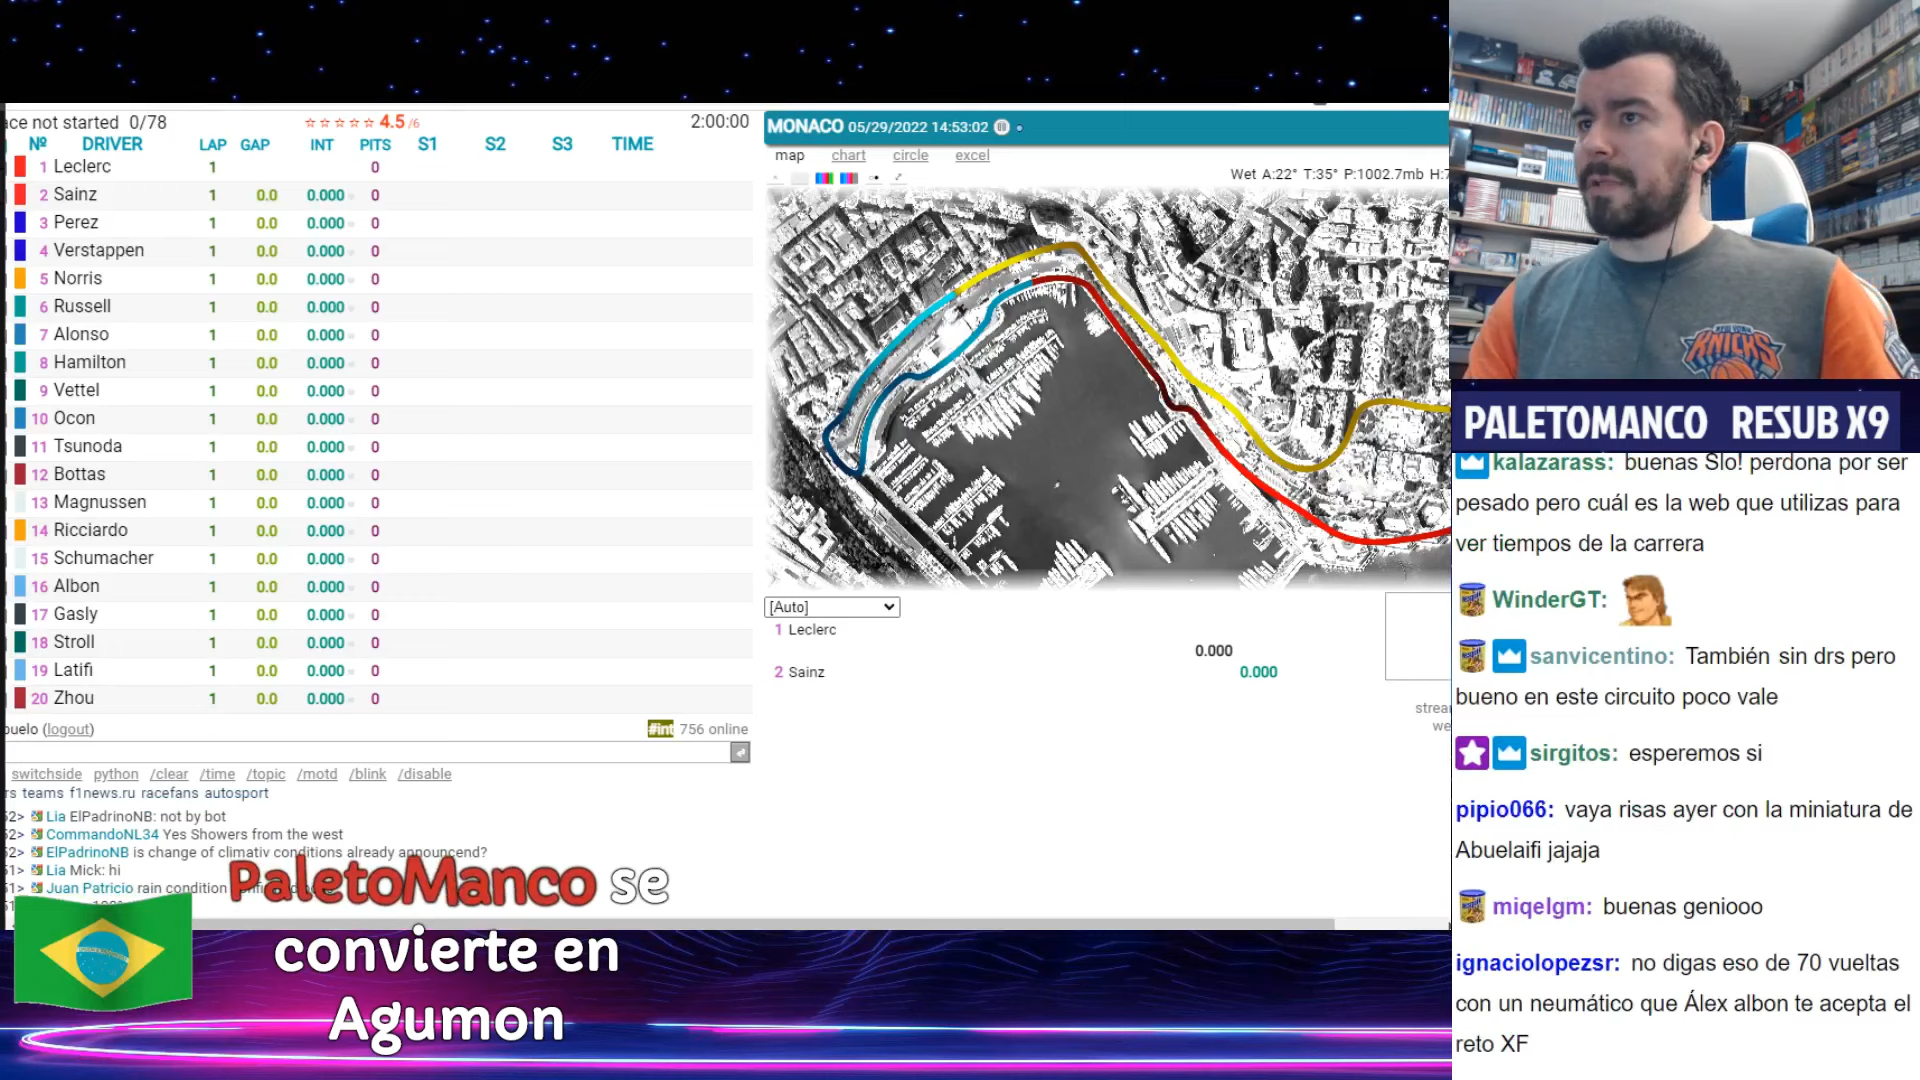 ace not started 0/78 4.5 /6 2:00:00
Nº DRIVER LAP GAP INT PITS S1 S2 S3 TIME
1 Leclerc 1 0
2 Sainz 1 0.0 0.000 0
3 Perez 1 0.0 0.000 0
4 Verstappen 1 0.0 0.000 0
5 Norris 1 0.0 0.000 0
6 Russell 1 0.0 0.000 0
7 Alonso 1 0.0 0.000 0
8 Hamilton 1 0.0 0.000 0
9 Vettel 1 0.0 0.000 0
10 Ocon 1 0.0 0.000 0
11 Tsunoda 1 0.0 0.000 0
12 Bottas 1 0.0 0.000 0
13 Magnussen 1 0.0 0.000 0
14 Ricciardo 1 0.0 0.000 0
15 Schumacher 1 0.0 0.000 0
16 Albon 1 0.0 0.000 0
17 Gasly 1 0.0 0.000 0
18 Stroll 1 0.0 0.000 0
19 Latifi 1 0.0 0.000 0
20 Zhou 1 0.0 0.000 0
buelo (logout) #int 756 online
switchside python /clear /time /topic /motd /blink /disable
rs teams f1news.ru racefans autosport
52> Lia ElPadrinoNB: not by bot
52> CommandoNL34 Yes Showers from the west
52> ElPadrinoNB is change of climativ conditions already announcend?
51> Lia Mick: hi
51> Juan Patricio rain condition
PaletoManco se
convierte en
Agumon
MONACO 05/29/2022 14:53:02
map chart circle excel
Wet A:22° T:35° P:1002.7mb H:7
[Auto]
1 Leclerc
0.000
2 Sainz 0.000
strea
we
KNICKS
PALETOMANCO RESUB X9
kalazarass: buenas Slo! perdona por ser
pesado pero cuál es la web que utilizas para
ver tiempos de la carrera
WinderGT:
sanvicentino: También sin drs pero
bueno en este circuito poco vale
sirgitos: esperemos si
pipio066: vaya risas ayer con la miniatura de
Abuelaifi jajaja
miqelgm: buenas geniooo
ignaciolopezsr: no digas eso de 70 vueltas
con un neumático que Álex albon te acepta el
reto XF